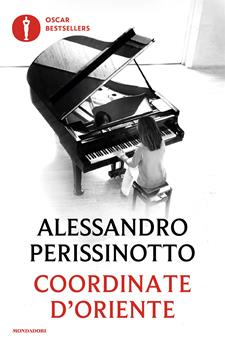 OSCAR
BESTSELLERS
ALESSANDRO
PERISSINOTTO
COORDINATE
D'ORIENTE
MONDADORI